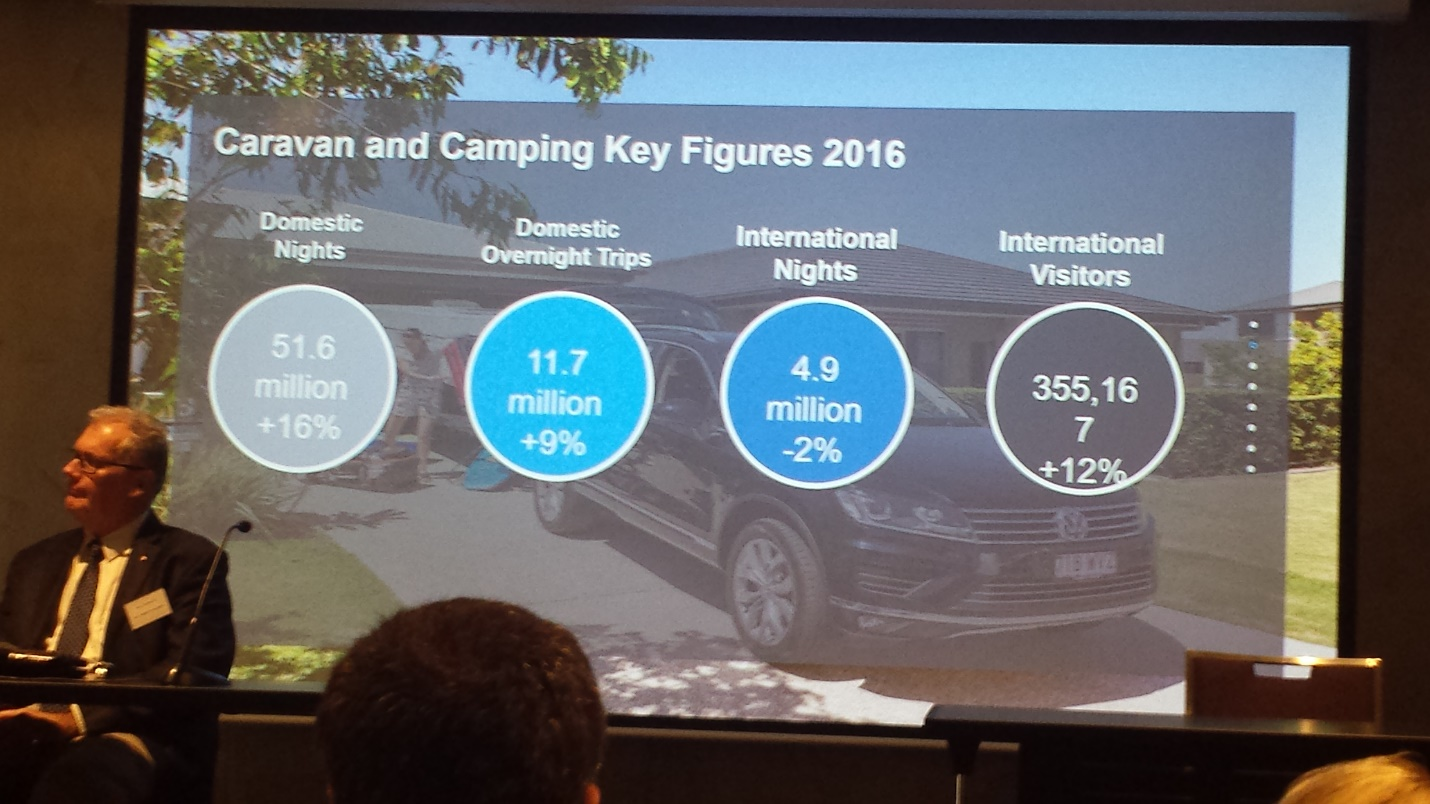 Caravan and Camping Key Figures 2016
Domestic
Nights
51.6
million
+16%
Domestic
Overnight Trips
11.7
million
+9%
International
Nights
4.9
million
-2%
International
Visitors
355,16
7
+12%